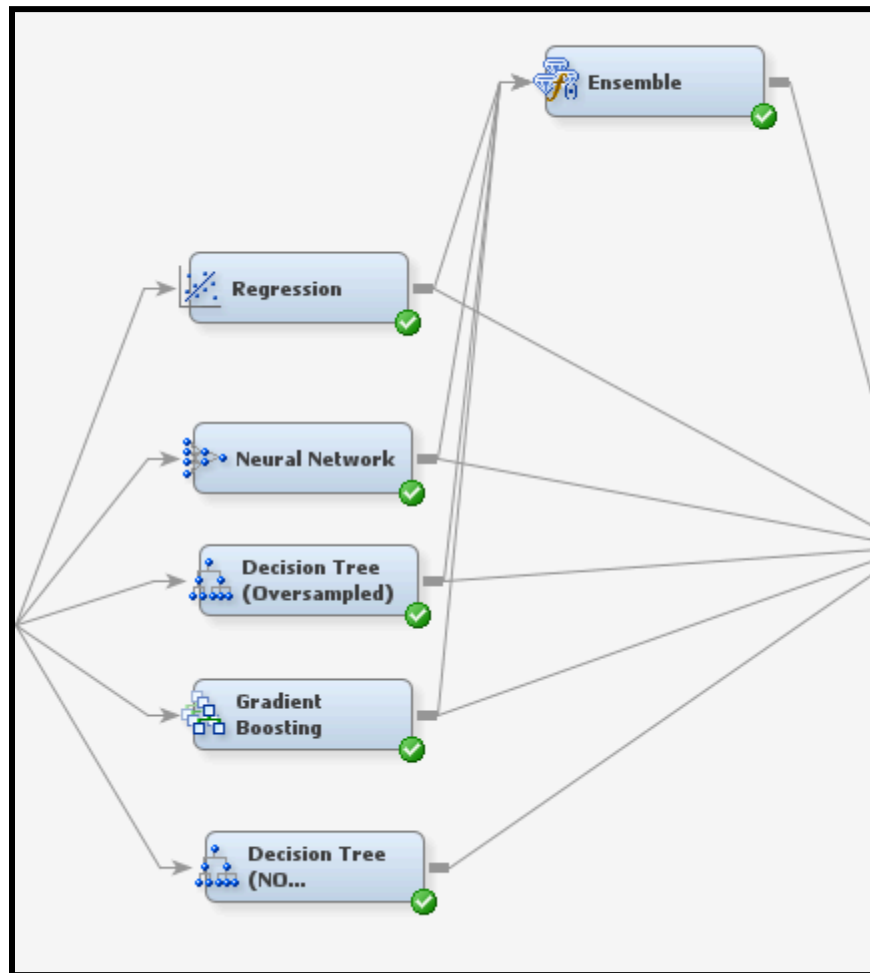 Ensemble
Regression
Neural Network
Decision Tree
(Oversampled)
Gradient
Boosting
Decision Tree
(NO...